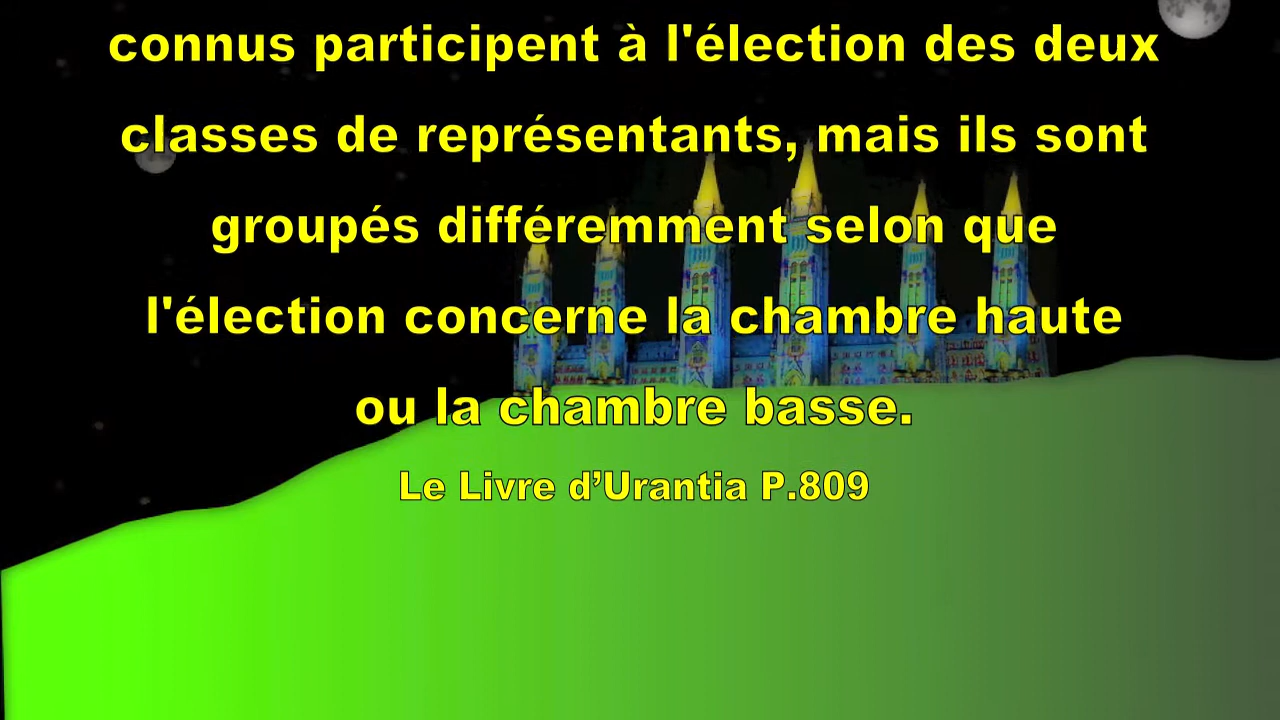 connus participent à l'élection des deux
classes de représentants, mais ils sont
groupés différemment selon que
l'élection concerne la chambre haute
ou la chambre basse.
Le Livre d’Urantia P.809